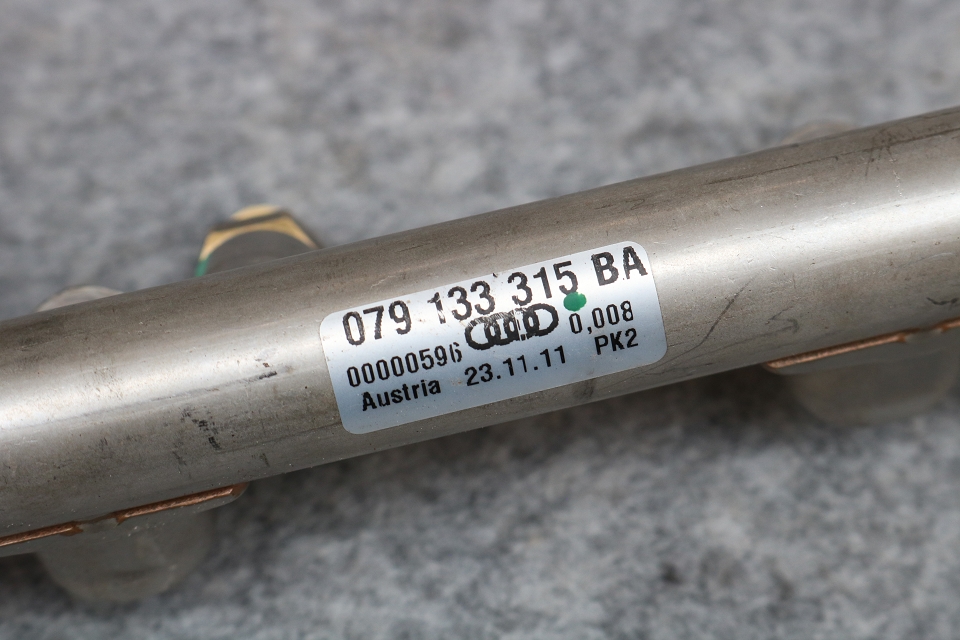 079 133 315 BA
00000596 0,008
Austria 23.11.11 PK2